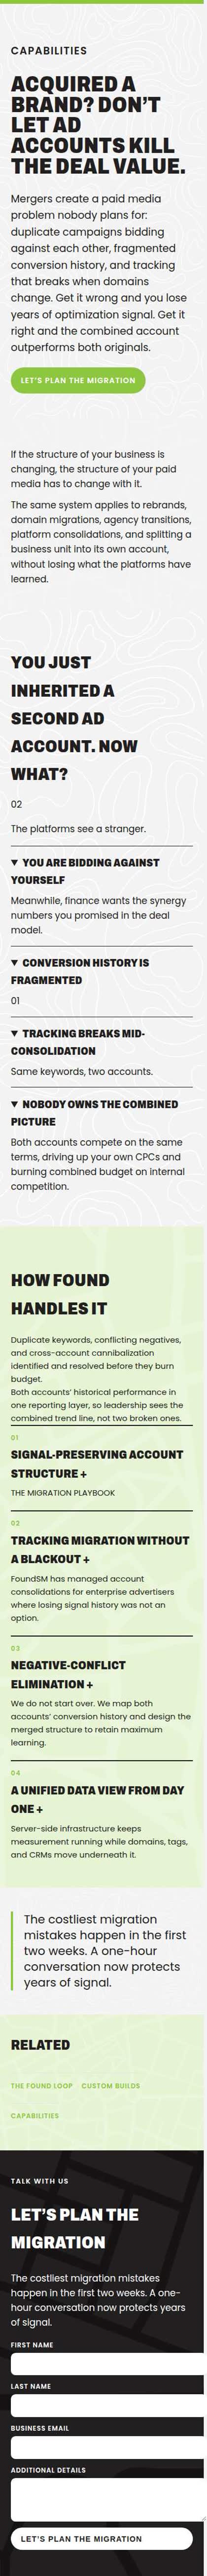 CAPABILITIES
ACQUIRED A
BRAND? DON'T
LET AD
ACCOUNTS KILL
THE DEAL VALUE.
Mergers create a paid media
problem nobody plans for:
duplicate campaigns bidding
against each other, fragmented
conversion history, and tracking
that breaks when domains
change. Get it wrong and you lose
years of optimization signal. Get it
right and the combined account
outperforms both originals.
LET'S PLAN THE MIGRATION
If the structure of your business is
changing, the structure of your paid
media has to change with it.
The same system applies to rebrands,
domain migrations, agency transitions,
platform consolidations, and splitting a
business unit into its own account,
without losing what the platforms have
learned.
YOU JUST
INHERITED A
SECOND AD
ACCOUNT. NOW
WHAT?
02
The platforms see a stranger.
▼ YOU ARE BIDDING AGAINST
YOURSELF
Meanwhile, finance wants the synergy
numbers you promised in the deal
model.
▼ CONVERSION HISTORY IS
FRAGMENTED
01
▼ TRACKING BREAKS MID-
CONSOLIDATION
Same keywords, two accounts.
▼ NOBODY OWNS THE COMBINED
PICTURE
Both accounts compete on the same
terms, driving up your own CPCs and
burning combined budget on internal
competition.
HOW FOUND
HANDLES IT
Duplicate keywords, conflicting negatives,
and cross-account cannibalization
identified and resolved before they burn
budget.
Both accounts' historical performance in
one reporting layer, so leadership sees the
combined trend line, not two broken ones.
01
SIGNAL-PRESERVING ACCOUNT
STRUCTURE +
THE MIGRATION PLAYBOOK
02
TRACKING MIGRATION WITHOUT
A BLACKOUT +
FoundSM has managed account
consolidations for enterprise advertisers
where losing signal history was not an
option.
03
NEGATIVE-CONFLICT
ELIMINATION +
We do not start over. We map both
accounts' conversion history and design the
merged structure to retain maximum
learning.
04
A UNIFIED DATA VIEW FROM DAY
ONE +
Server-side infrastructure keeps
measurement running while domains, tags,
and CRMs move underneath it.
The costliest migration
mistakes happen in the first
two weeks. A one-hour
conversation now protects
years of signal.
RELATED
THE FOUND LOOP CUSTOM BUILDS
CAPABILITIES
TALK WITH US
LET'S PLAN THE
MIGRATION
The costliest migration mistakes
happen in the first two weeks. A one-
hour conversation now protects years
of signal.
FIRST NAME
LAST NAME
BUSINESS EMAIL
ADDITIONAL DETAILS
LET'S PLAN THE MIGRATION